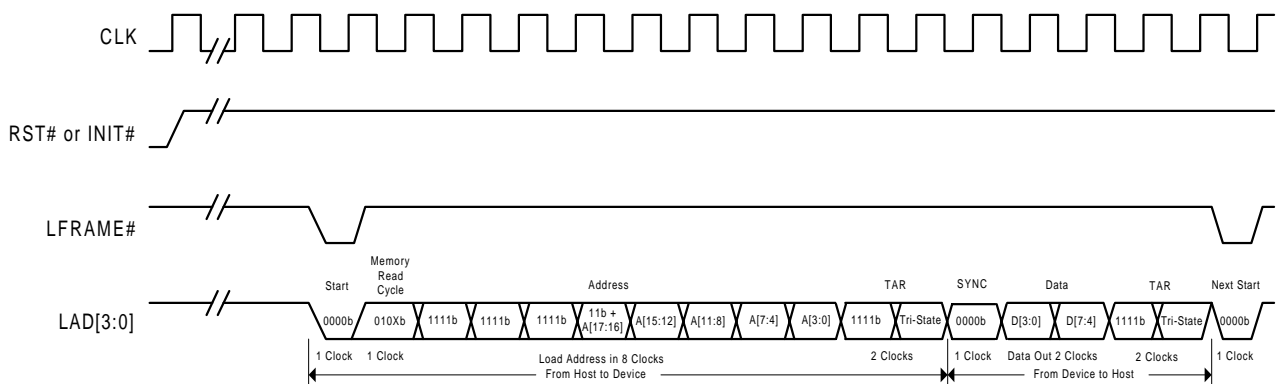 CLK
RST# or INIT#
LFRAME#
Memory
Read
Cycle
Start
Address
TAR
SYNC
Data
TAR
Next Start
LAD[3:0]
0000b
010Xb
1111b
1111b
1111b
11b +
A[17:16]
A[15:12]
A[11:8]
A[7:4]
A[3:0]
1111b
Tri-State
0000b
D[3:0]
D[7:4]
1111b
Tri-State
0000b
1 Clock
1 Clock
Load Address in 8 Clocks
2 Clocks
1 Clock
Data Out 2 Clocks
2 Clocks
1 Clock
From Host to Device
From Device to Host